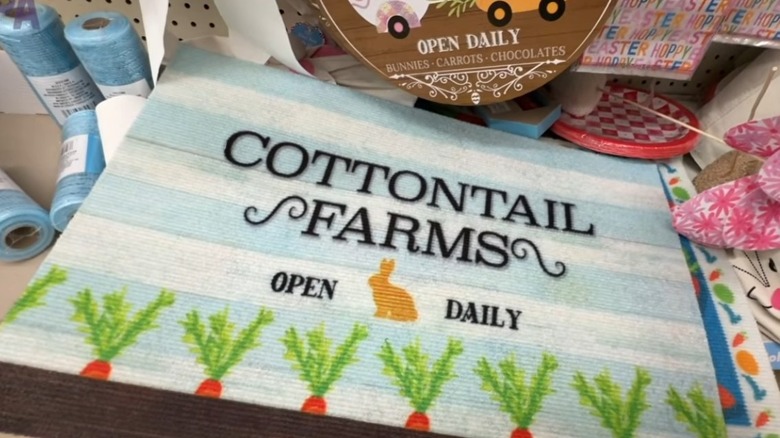 OPEN DAILY
BUNNIES · CARROTS · CHOCOLATES
EASTER HOPPY
COTTONTAIL
FARMS
OPEN DAILY